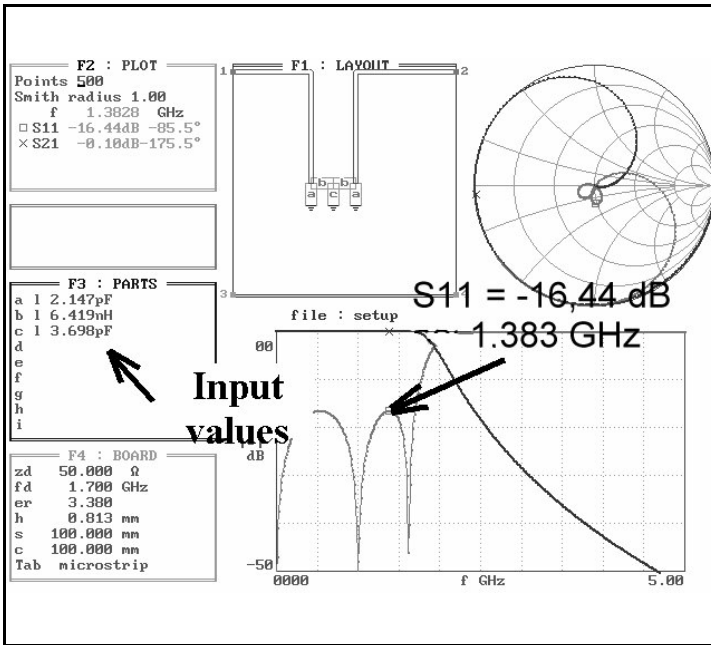 F2 : PLOT
Points 500
Smith radius 1.00
f 1.3828 GHz
□ S11 -16.44dB -85.5°
× S21 -0.10dB-175.5°
F1 : LAYOUT
1
2
b b
a c a
3
4
F3 : PARTS
a l 2.147pF
b l 6.419nH
c l 3.698pF
d
e
f
g
h
i
Input
values
S11 = -16,44 dB
1.383 GHz
file : setup
00
dB
-50
0000 f GHz 5.00
F4 : BOARD
zd 50.000 Ω
fd 1.700 GHz
er 3.380
h 0.813 mm
s 100.000 mm
c 100.000 mm
Tab microstrip